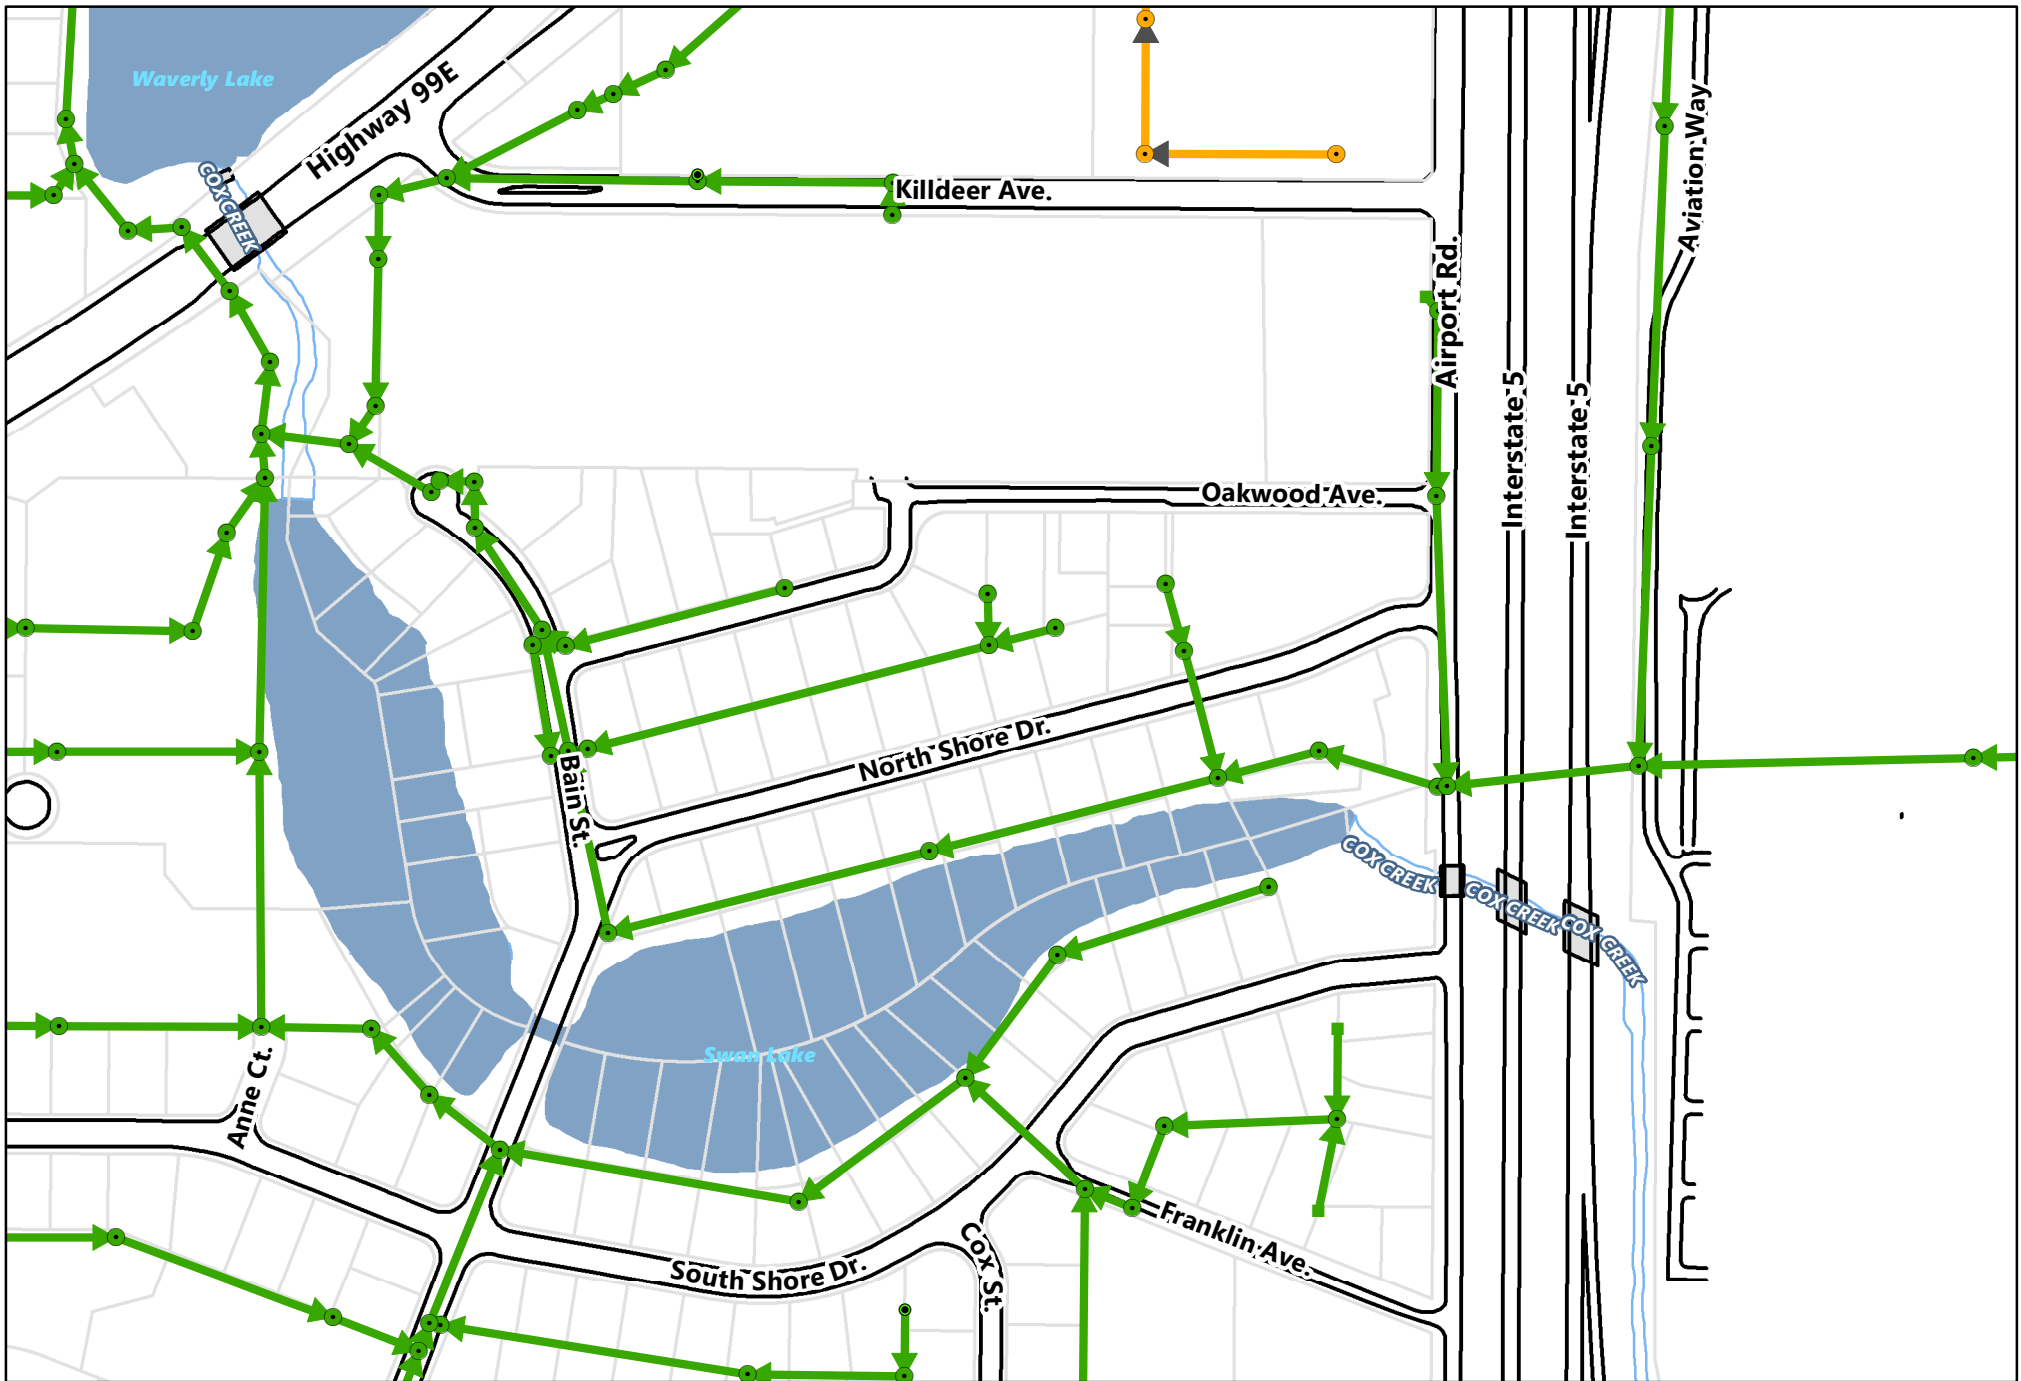 Waverly Lake
Highway 99E
COX CREEK
Killdeer Ave.
Aviation Way
Airport Rd.
Interstate 5
Interstate 5
Oakwood Ave.
North Shore Dr.
Bain St.
COX CREEK
COX CREEK
COX CREEK
Swan Lake
Anne Ct.
Franklin Ave.
Cox St.
South Shore Dr.